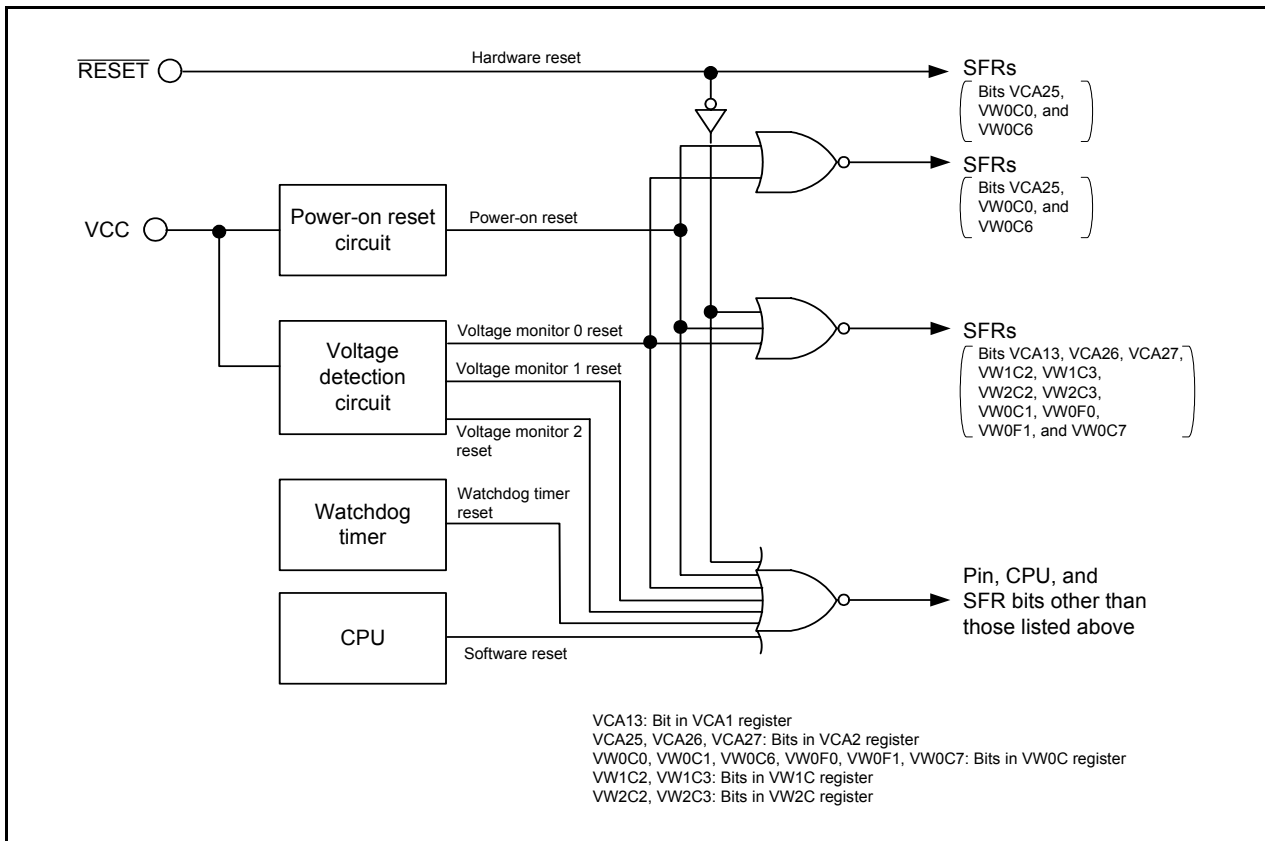 RESET
Hardware reset
SFRs
Bits VCA25,
VW0C0, and
VW0C6
SFRs
Bits VCA25,
VW0C0, and
VW0C6
VCC
Power-on reset
circuit
Power-on reset
Voltage
detection
circuit
Voltage monitor 0 reset
Voltage monitor 1 reset
Voltage monitor 2
reset
SFRs
Bits VCA13, VCA26, VCA27,
VW1C2, VW1C3,
VW2C2, VW2C3,
VW0C1, VW0F0,
VW0F1, and VW0C7
Watchdog
timer
Watchdog timer
reset
CPU
Software reset
Pin, CPU, and
SFR bits other than
those listed above
VCA13: Bit in VCA1 register
VCA25, VCA26, VCA27: Bits in VCA2 register
VW0C0, VW0C1, VW0C6, VW0F0, VW0F1, VW0C7: Bits in VW0C register
VW1C2, VW1C3: Bits in VW1C register
VW2C2, VW2C3: Bits in VW2C register